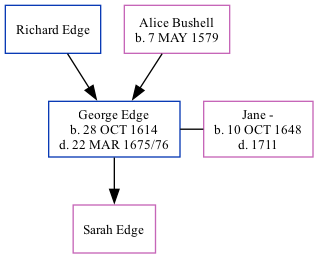 Richard Edge
Alice Bushell
b. 7 MAY 1579
George Edge
b. 28 OCT 1614
d. 22 MAR 1675/76
Jane -
b. 10 OCT 1648
d. 1711
Sarah Edge